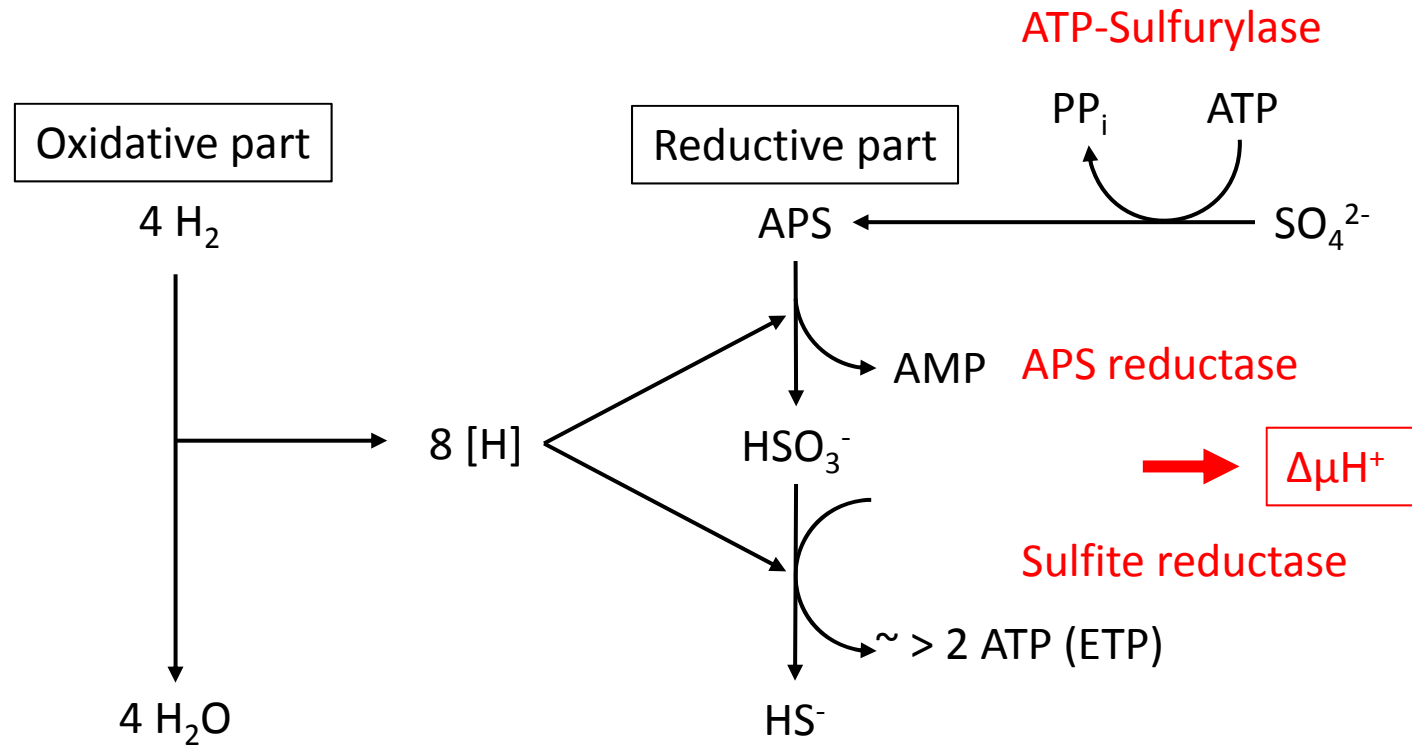 ATP-Sulfurylase
Oxidative part
Reductive part
PPᵢ
ATP
4 H₂
APS
SO₄²⁻
AMP
APS reductase
8 [H]
HSO₃⁻
ΔμH⁺
Sulfite reductase
~ > 2 ATP (ETP)
4 H₂O
HS⁻